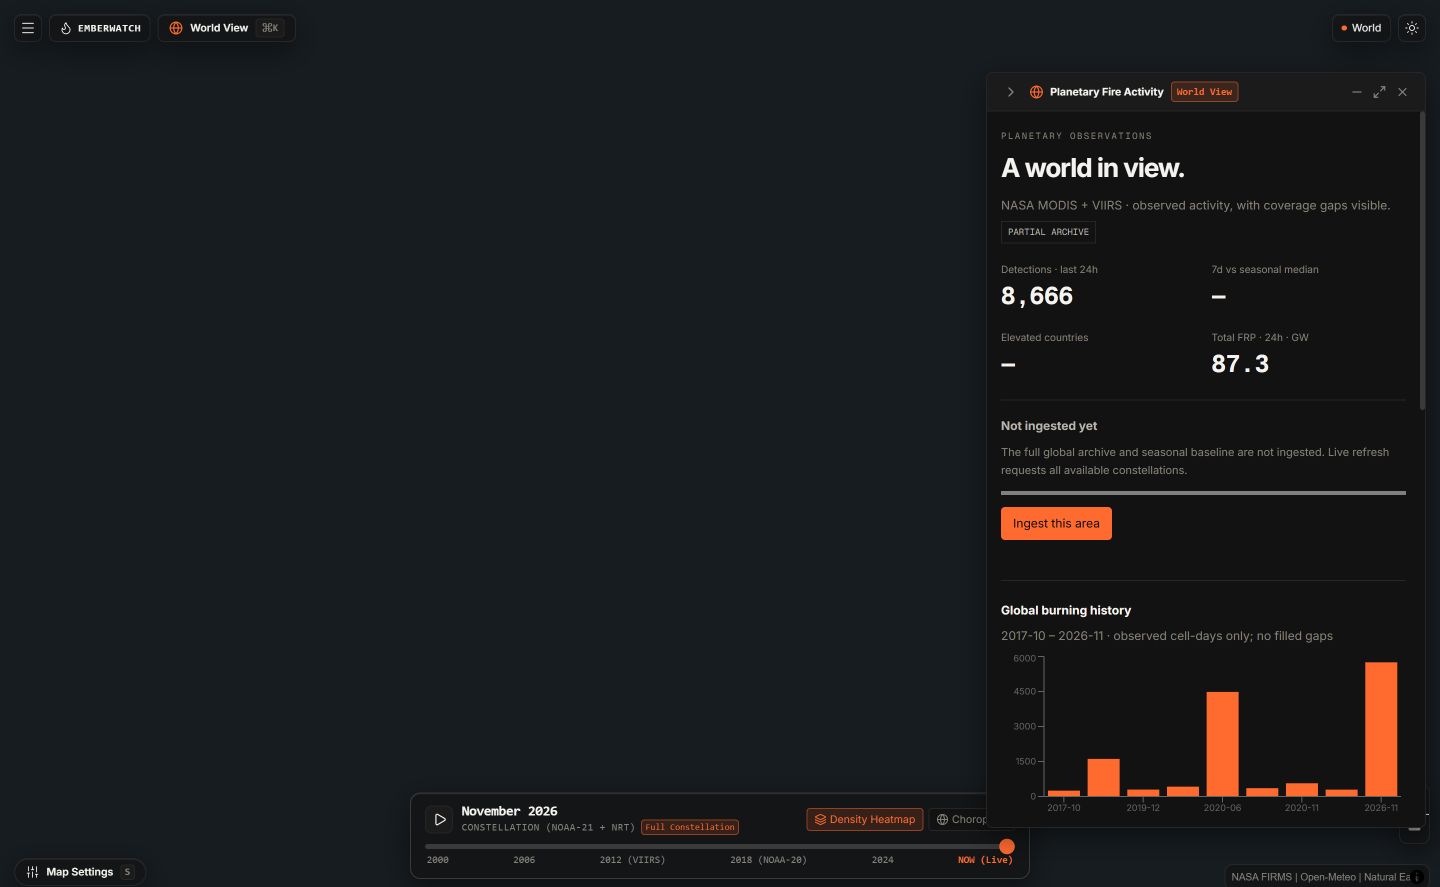 EMBERWATCH
World View ⌘K
World
Planetary Fire Activity World View
PLANETARY OBSERVATIONS
A world in view.
NASA MODIS + VIIRS · observed activity, with coverage gaps visible.
PARTIAL ARCHIVE
Detections · last 24h
8,666
7d vs seasonal median
—
Elevated countries
—
Total FRP · 24h · GW
87.3
Not ingested yet
The full global archive and seasonal baseline are not ingested. Live refresh
requests all available constellations.
Ingest this area
Global burning history
2017-10 – 2026-11 · observed cell-days only; no filled gaps
6000
4500
3000
1500
0
2017-10 2019-12 2020-06 2020-11 2026-11
November 2026
CONSTELLATION (NOAA-21 + NRT) Full Constellation
Density Heatmap
2000 2006 2012 (VIIRS) 2018 (NOAA-20) 2024 NOW (Live)
Map Settings S
NASA FIRMS | Open-Meteo | Natural